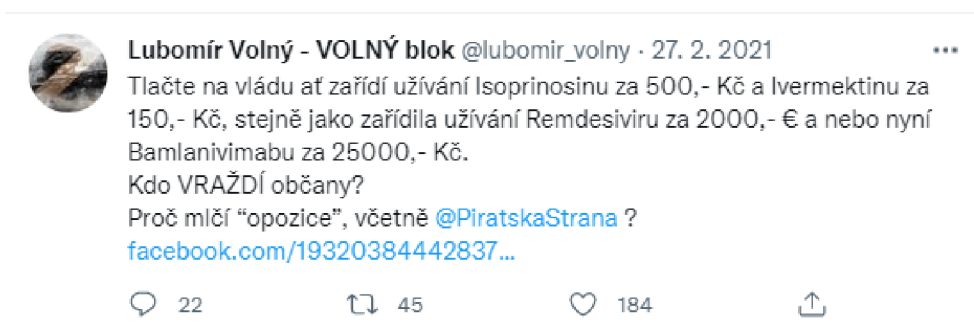 Lubomír Volný - VOLNÝ blok @lubomir_volny · 27. 2. 2021
Tlačte na vládu ať zařídí užívání Isoprinosinu za 500,- Kč a Ivermektinu za
150,- Kč, stejně jako zařídila užívání Remdesiviru za 2000,- € a nebo nyní
Bamlanivimabu za 25000,- Kč.
Kdo VRAŽDÍ občany?
Proč mlčí “opozice”, včetně @PiratskaStrana ?
facebook.com/19320384442837...
22 45 184